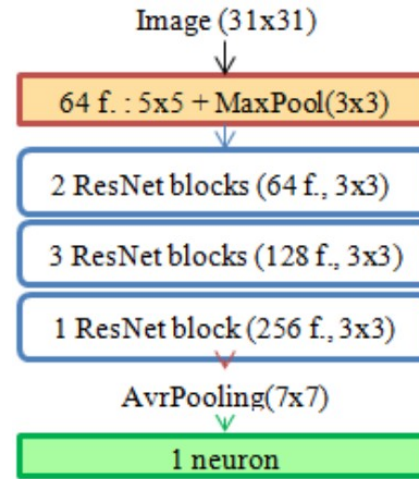 Image (31x31)
64 f. : 5x5 + MaxPool(3x3)
2 ResNet blocks (64 f., 3x3)
3 ResNet blocks (128 f., 3x3)
1 ResNet block (256 f., 3x3)
AvrPooling(7x7)
1 neuron